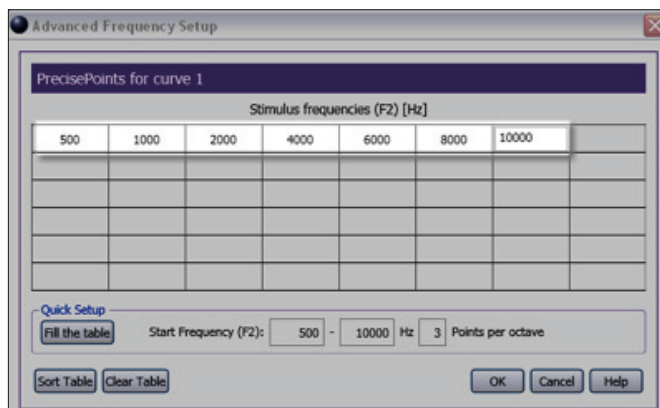 Advanced Frequency Setup
PrecisePoints for curve 1
Stimulus frequencies (F2) [Hz]
500 1000 2000 4000 6000 8000 10000
Quick Setup
Fill the table Start Frequency (F2): 500 - 10000 Hz 3 Points per octave
Sort Table Clear Table OK Cancel Help